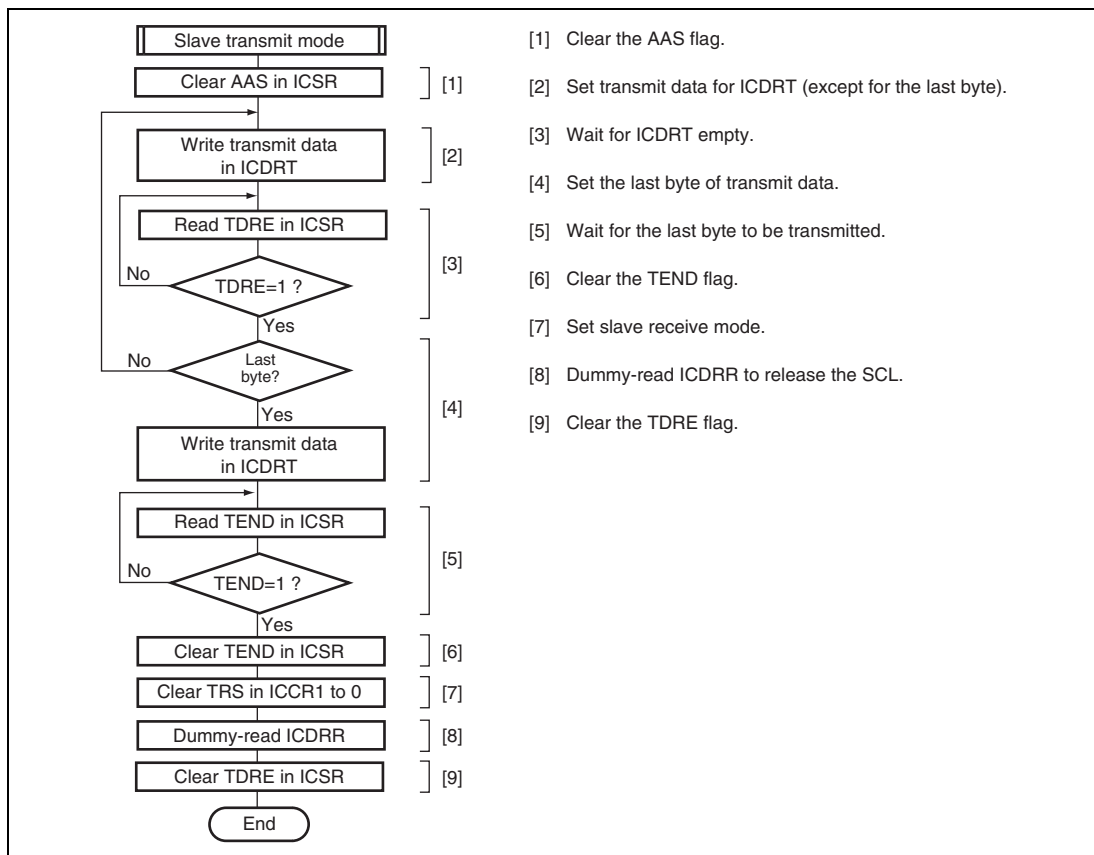 Slave transmit mode
Clear AAS in ICSR
[1]
Write transmit data
in ICDRT
[2]
Read TDRE in ICSR
No
TDRE=1 ?
[3]
Yes
No
Last
byte?
[4]
Yes
Write transmit data
in ICDRT
Read TEND in ICSR
No
TEND=1 ?
[5]
Yes
Clear TEND in ICSR
[6]
Clear TRS in ICCR1 to 0
[7]
Dummy-read ICDRR
[8]
Clear TDRE in ICSR
[9]
End
[1] Clear the AAS flag.
[2] Set transmit data for ICDRT (except for the last byte).
[3] Wait for ICDRT empty.
[4] Set the last byte of transmit data.
[5] Wait for the last byte to be transmitted.
[6] Clear the TEND flag.
[7] Set slave receive mode.
[8] Dummy-read ICDRR to release the SCL.
[9] Clear the TDRE flag.